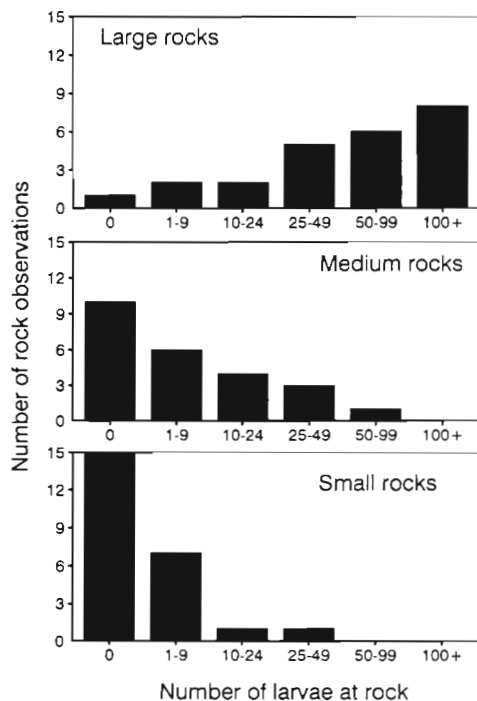 Number of rock observations
15
Large rocks
12
9
6
3
0
0 1-9 10-24 25-49 50-99 100+
15
Medium rocks
12
9
6
3
0
0 1-9 10-24 25-49 50-99 100+
15
Small rocks
12
9
6
3
0
0 1-9 10-24 25-49 50-99 100+
Number of larvae at rock